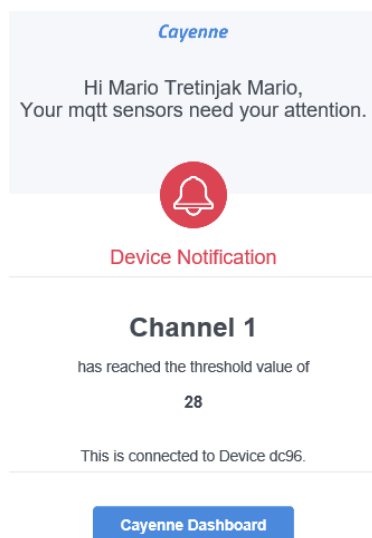 Cayenne
Hi Mario Tretinjak Mario,
Your mqtt sensors need your attention.
Device Notification
Channel 1
has reached the threshold value of
28
This is connected to Device dc96.
Cayenne Dashboard